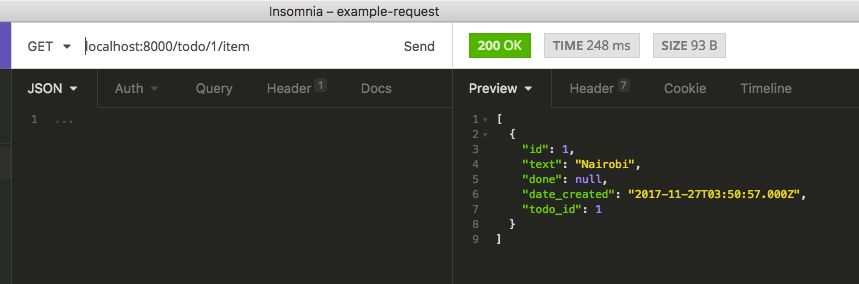 Insomnia – example-request
GET localhost:8000/todo/1/item Send 200 OK TIME 248 ms SIZE 93 B
JSON Auth Query Header 1 Docs Preview Header 7 Cookie Timeline
1 ...
1 [
2 {
3 "id": 1,
4 "text": "Nairobi",
5 "done": null,
6 "date_created": "2017-11-27T03:50:57.000Z",
7 "todo_id": 1
8 }
9 ]